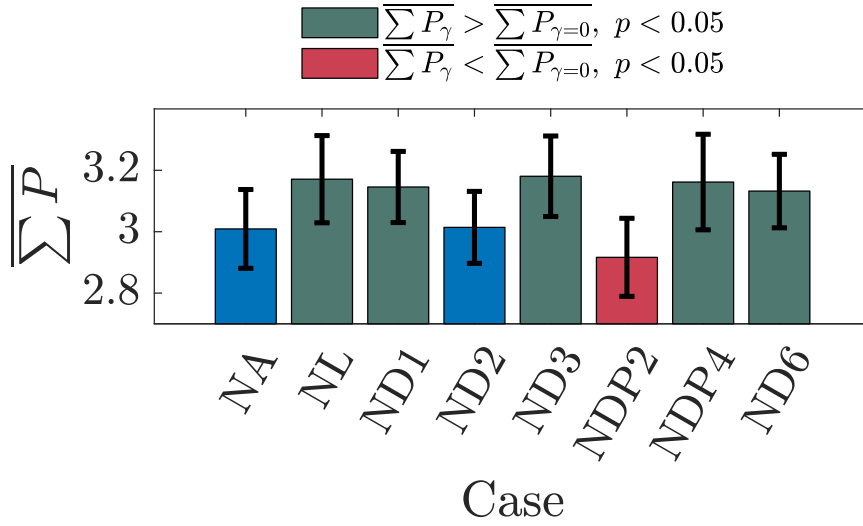 $\overline{\sum P_{\gamma}} > \overline{\sum P_{\gamma=0}},\ p < 0.05$
$\overline{\sum P_{\gamma}} < \overline{\sum P_{\gamma=0}},\ p < 0.05$
$\overline{\sum P}$
3.2
3
2.8
NA NL ND1 ND2 ND3 NDP2 NDP4 ND6
Case